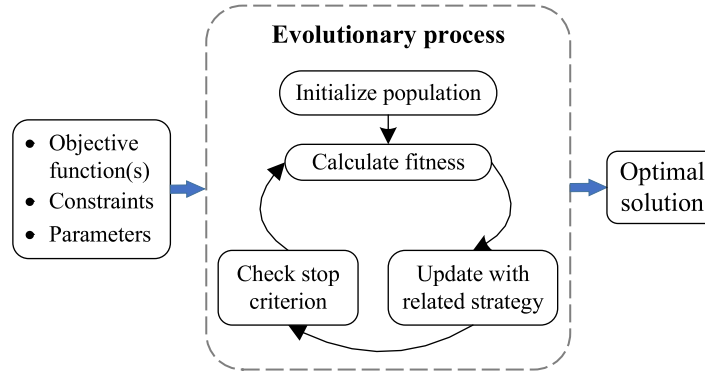 Evolutionary process
Initialize population
Calculate fitness
• Objective
function(s)
• Constraints
• Parameters
Check stop
criterion
Update with
related strategy
Optimal
solution